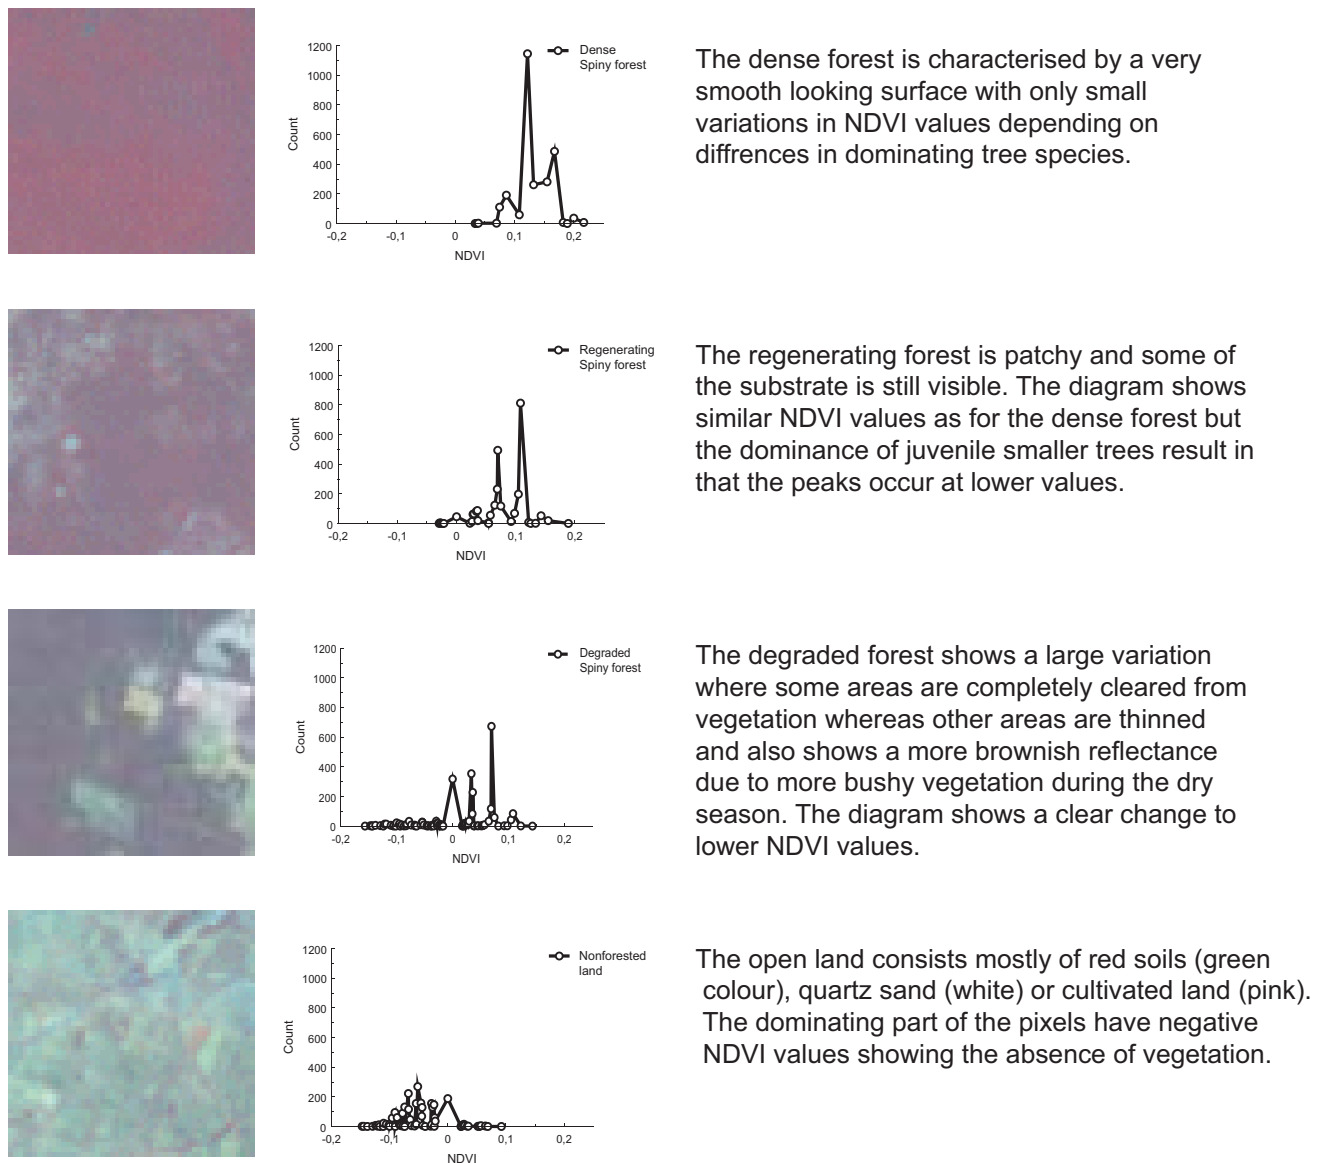 1200
1000
800
600
400
200
0
Count
-0,2 -0,1 0 0,1 0,2
NDVI
Dense
Spiny forest
The dense forest is characterised by a very
smooth looking surface with only small
variations in NDVI values depending on
diffrences in dominating tree species.
1200
1000
800
600
400
200
0
Count
-0,2 -0,1 0 0,1 0,2
NDVI
Regenerating
Spiny forest
The regenerating forest is patchy and some of
the substrate is still visible. The diagram shows
similar NDVI values as for the dense forest but
the dominance of juvenile smaller trees result in
that the peaks occur at lower values.
1200
1000
800
600
400
200
0
Count
-0,2 -0,1 0 0,1 0,2
NDVI
Degraded
Spiny forest
The degraded forest shows a large variation
where some areas are completely cleared from
vegetation whereas other areas are thinned
and also shows a more brownish reflectance
due to more bushy vegetation during the dry
season. The diagram shows a clear change to
lower NDVI values.
1200
1000
800
600
400
200
0
Count
-0,2 -0,1 0 0,1 0,2
NDVI
Nonforested
land
The open land consists mostly of red soils (green
colour), quartz sand (white) or cultivated land (pink).
The dominating part of the pixels have negative
NDVI values showing the absence of vegetation.